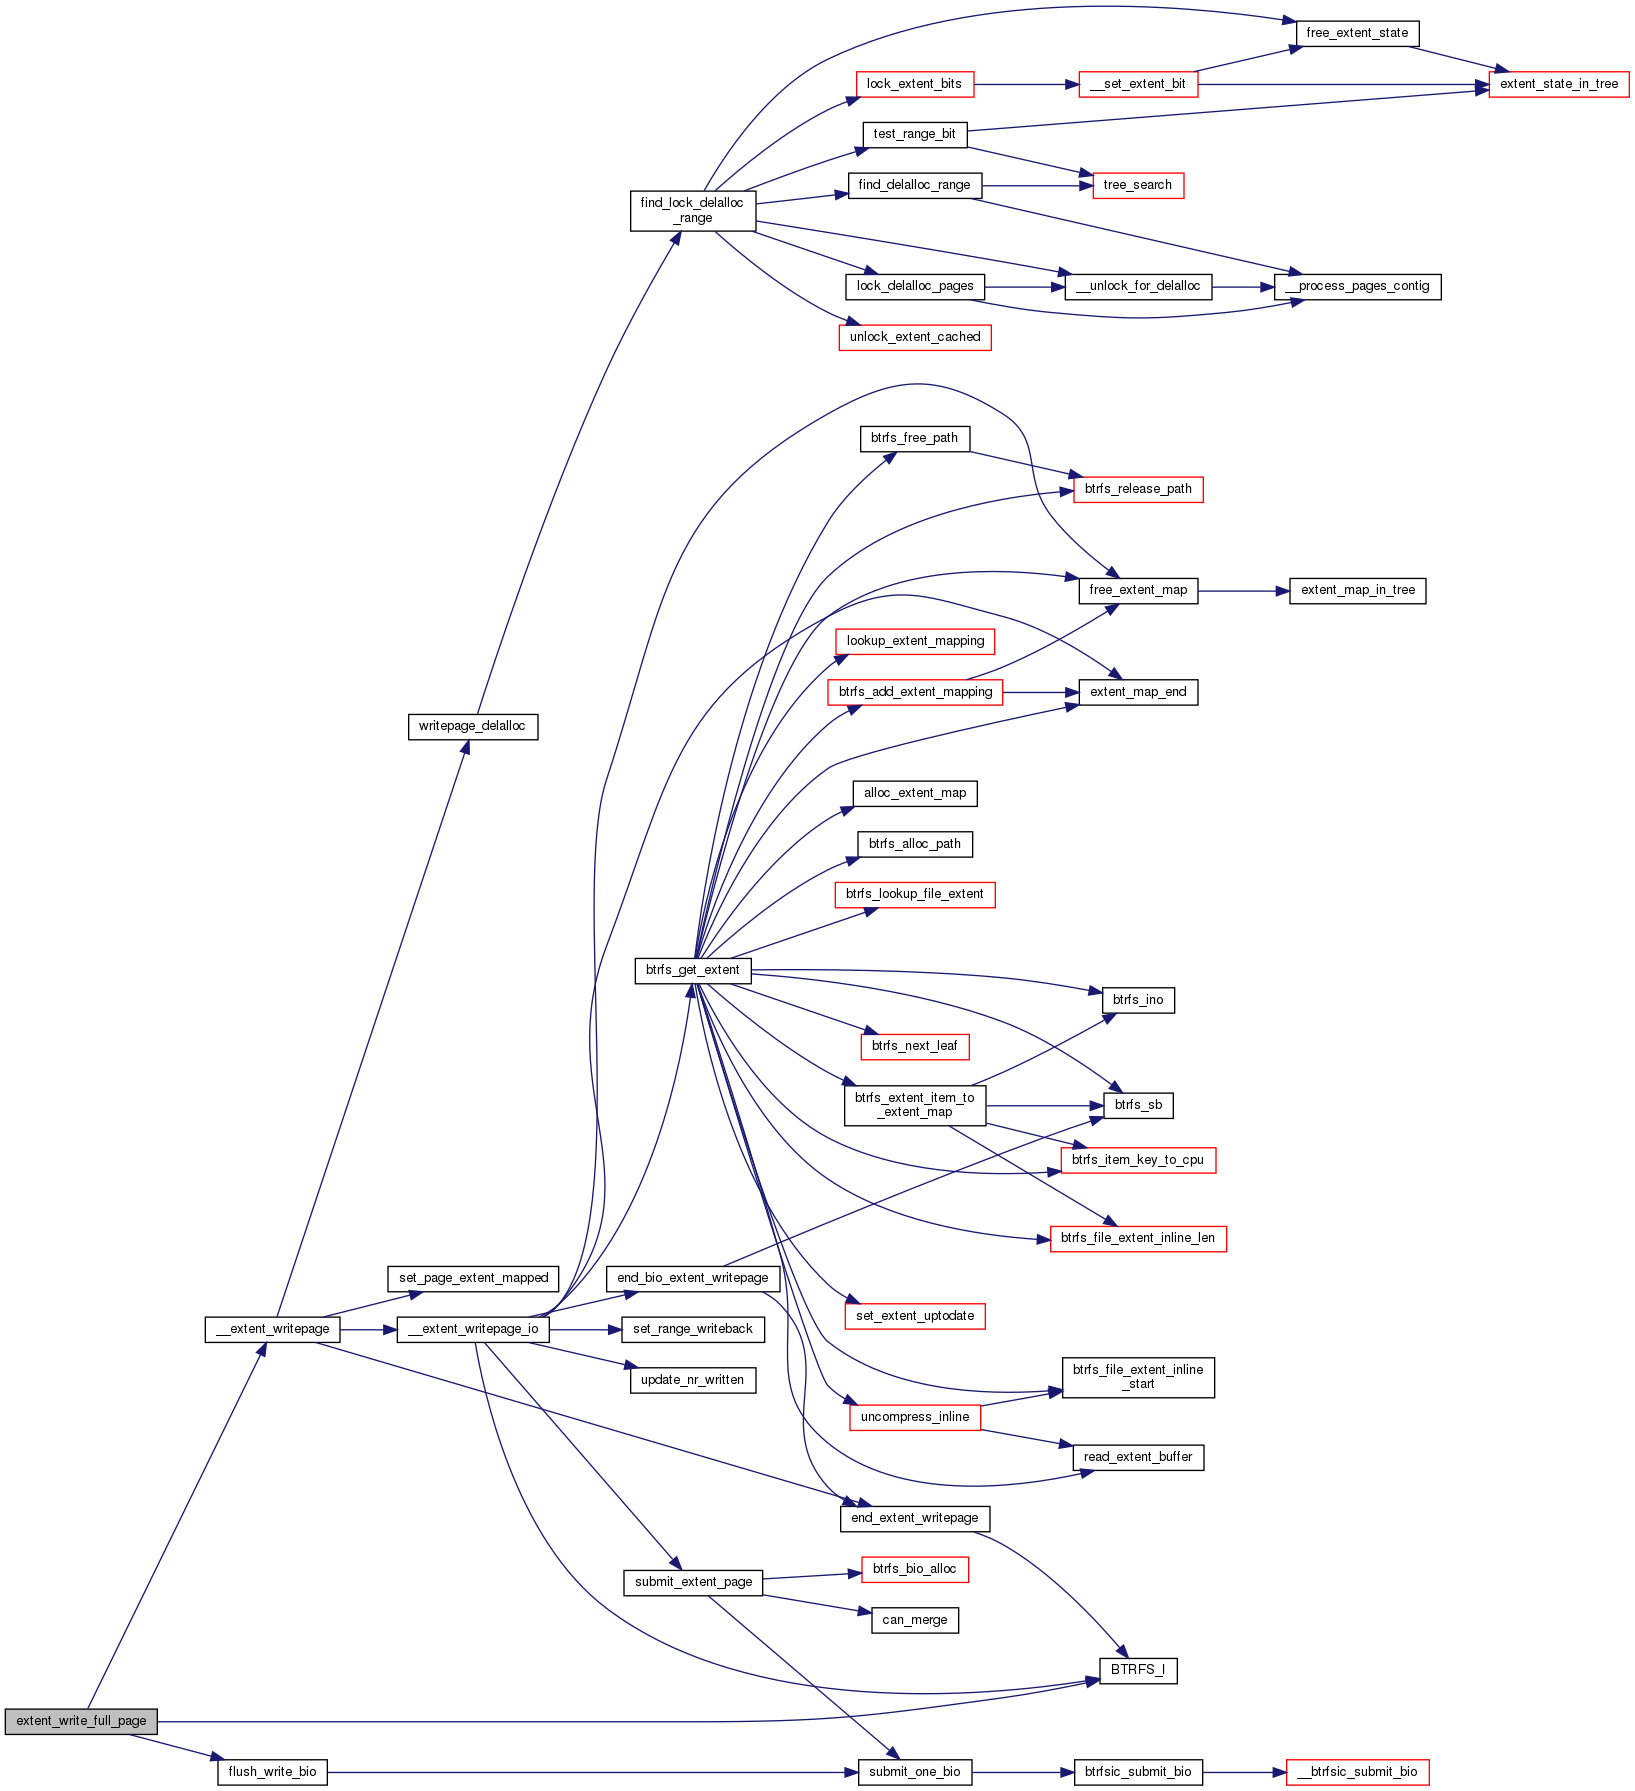 free_extent_state
lock_extent_bits
__set_extent_bit
extent_state_in_tree
test_range_bit
find_delalloc_range
tree_search
find_lock_delalloc
_range
lock_delalloc_pages
__unlock_for_delalloc
__process_pages_contig
unlock_extent_cached
btrfs_free_path
btrfs_release_path
free_extent_map
extent_map_in_tree
lookup_extent_mapping
btrfs_add_extent_mapping
extent_map_end
writepage_delalloc
alloc_extent_map
btrfs_alloc_path
btrfs_lookup_file_extent
btrfs_get_extent
btrfs_ino
btrfs_next_leaf
btrfs_extent_item_to
_extent_map
btrfs_sb
btrfs_item_key_to_cpu
btrfs_file_extent_inline_len
set_page_extent_mapped
end_bio_extent_writepage
set_extent_uptodate
__extent_writepage
__extent_writepage_io
set_range_writeback
update_nr_written
btrfs_file_extent_inline
_start
uncompress_inline
read_extent_buffer
end_extent_writepage
submit_extent_page
btrfs_bio_alloc
can_merge
BTRFS_I
extent_write_full_page
flush_write_bio
submit_one_bio
btrfsic_submit_bio
__btrfsic_submit_bio